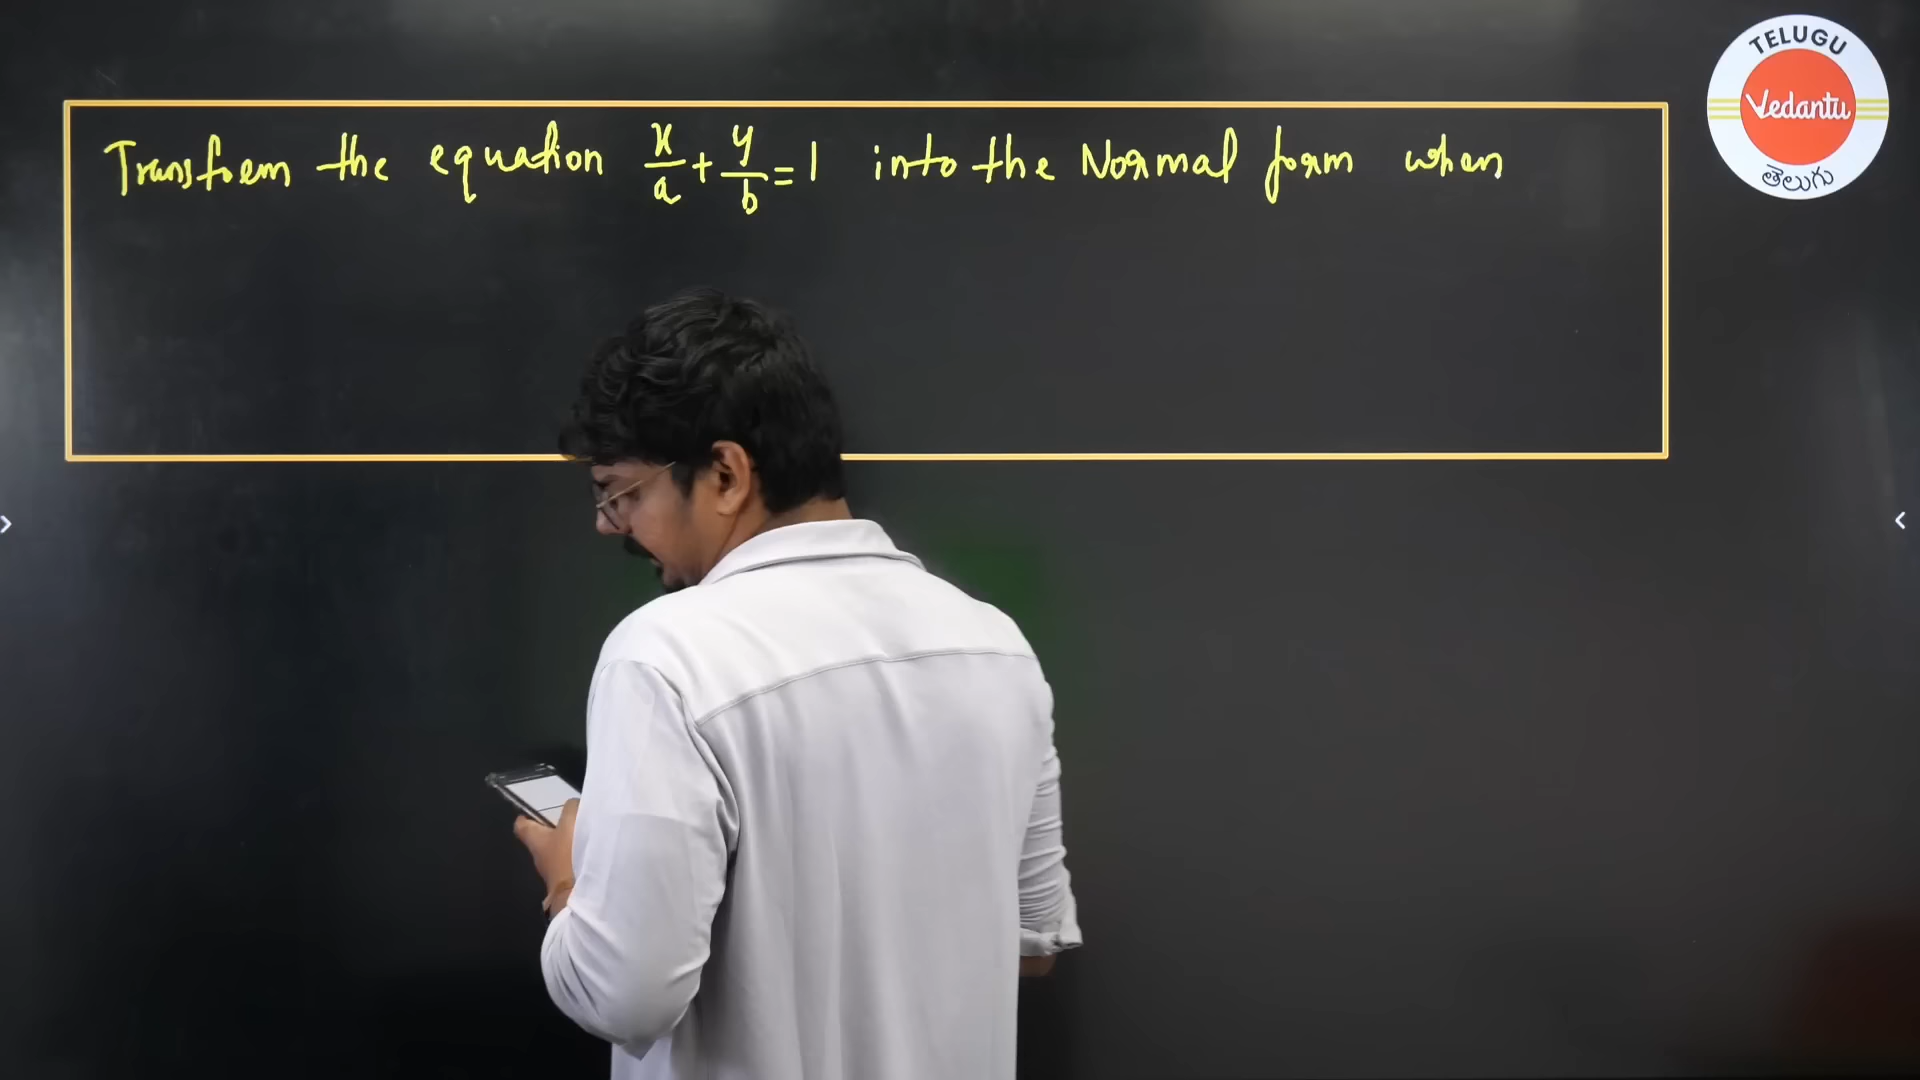 Transform the equation x/a + y/b = 1 into the Normal form when
TELUGU
Vedantu
తెలుగు